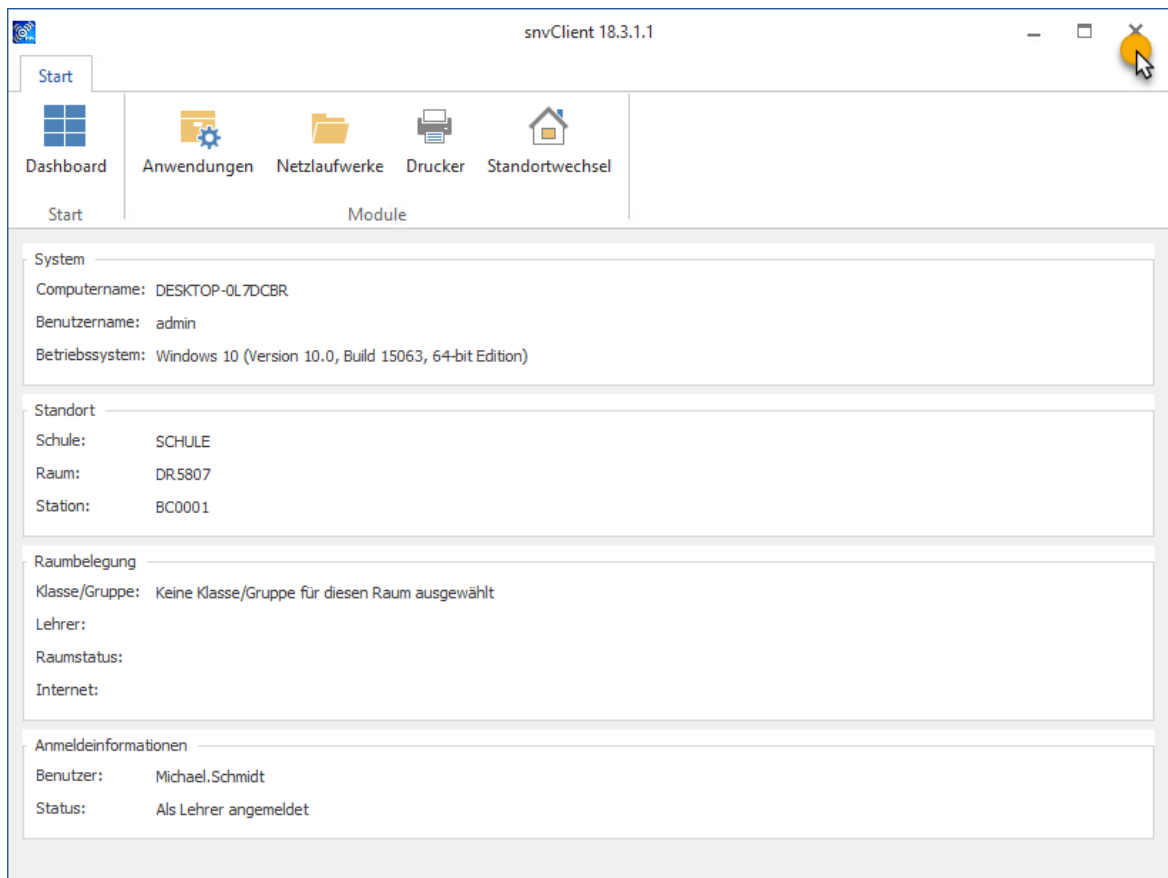 snvClient 18.3.1.1
Start
Dashboard Anwendungen Netzlaufwerke Drucker Standortwechsel
Start Module
System
Computername: DESKTOP-0L7DCBR
Benutzername: admin
Betriebssystem: Windows 10 (Version 10.0, Build 15063, 64-bit Edition)
Standort
Schule: SCHULE
Raum: DR5807
Station: BC0001
Raumbelegung
Klasse/Gruppe: Keine Klasse/Gruppe für diesen Raum ausgewählt
Lehrer:
Raumstatus:
Internet:
Anmeldeinformationen
Benutzer: Michael.Schmidt
Status: Als Lehrer angemeldet